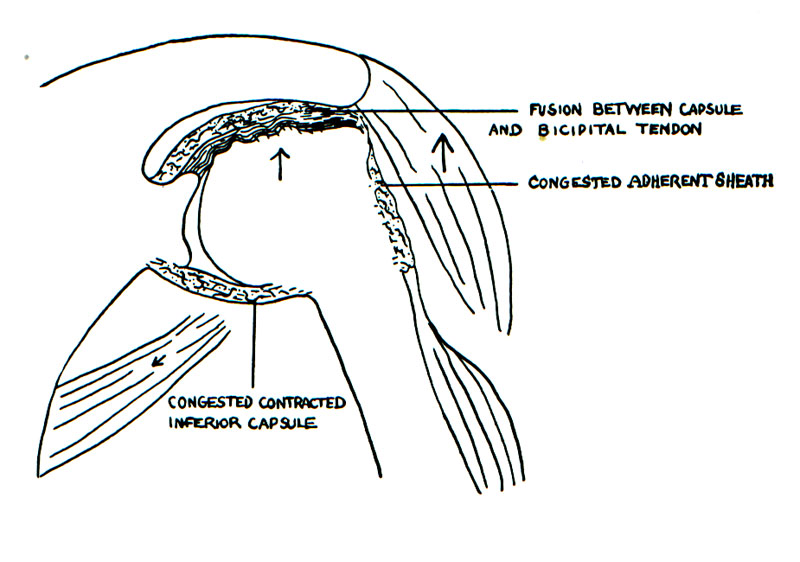 FUSION BETWEEN CAPSULE
AND BICIPITAL TENDON
CONGESTED ADHERENT SHEATH
CONGESTED CONTRACTED
INFERIOR CAPSULE